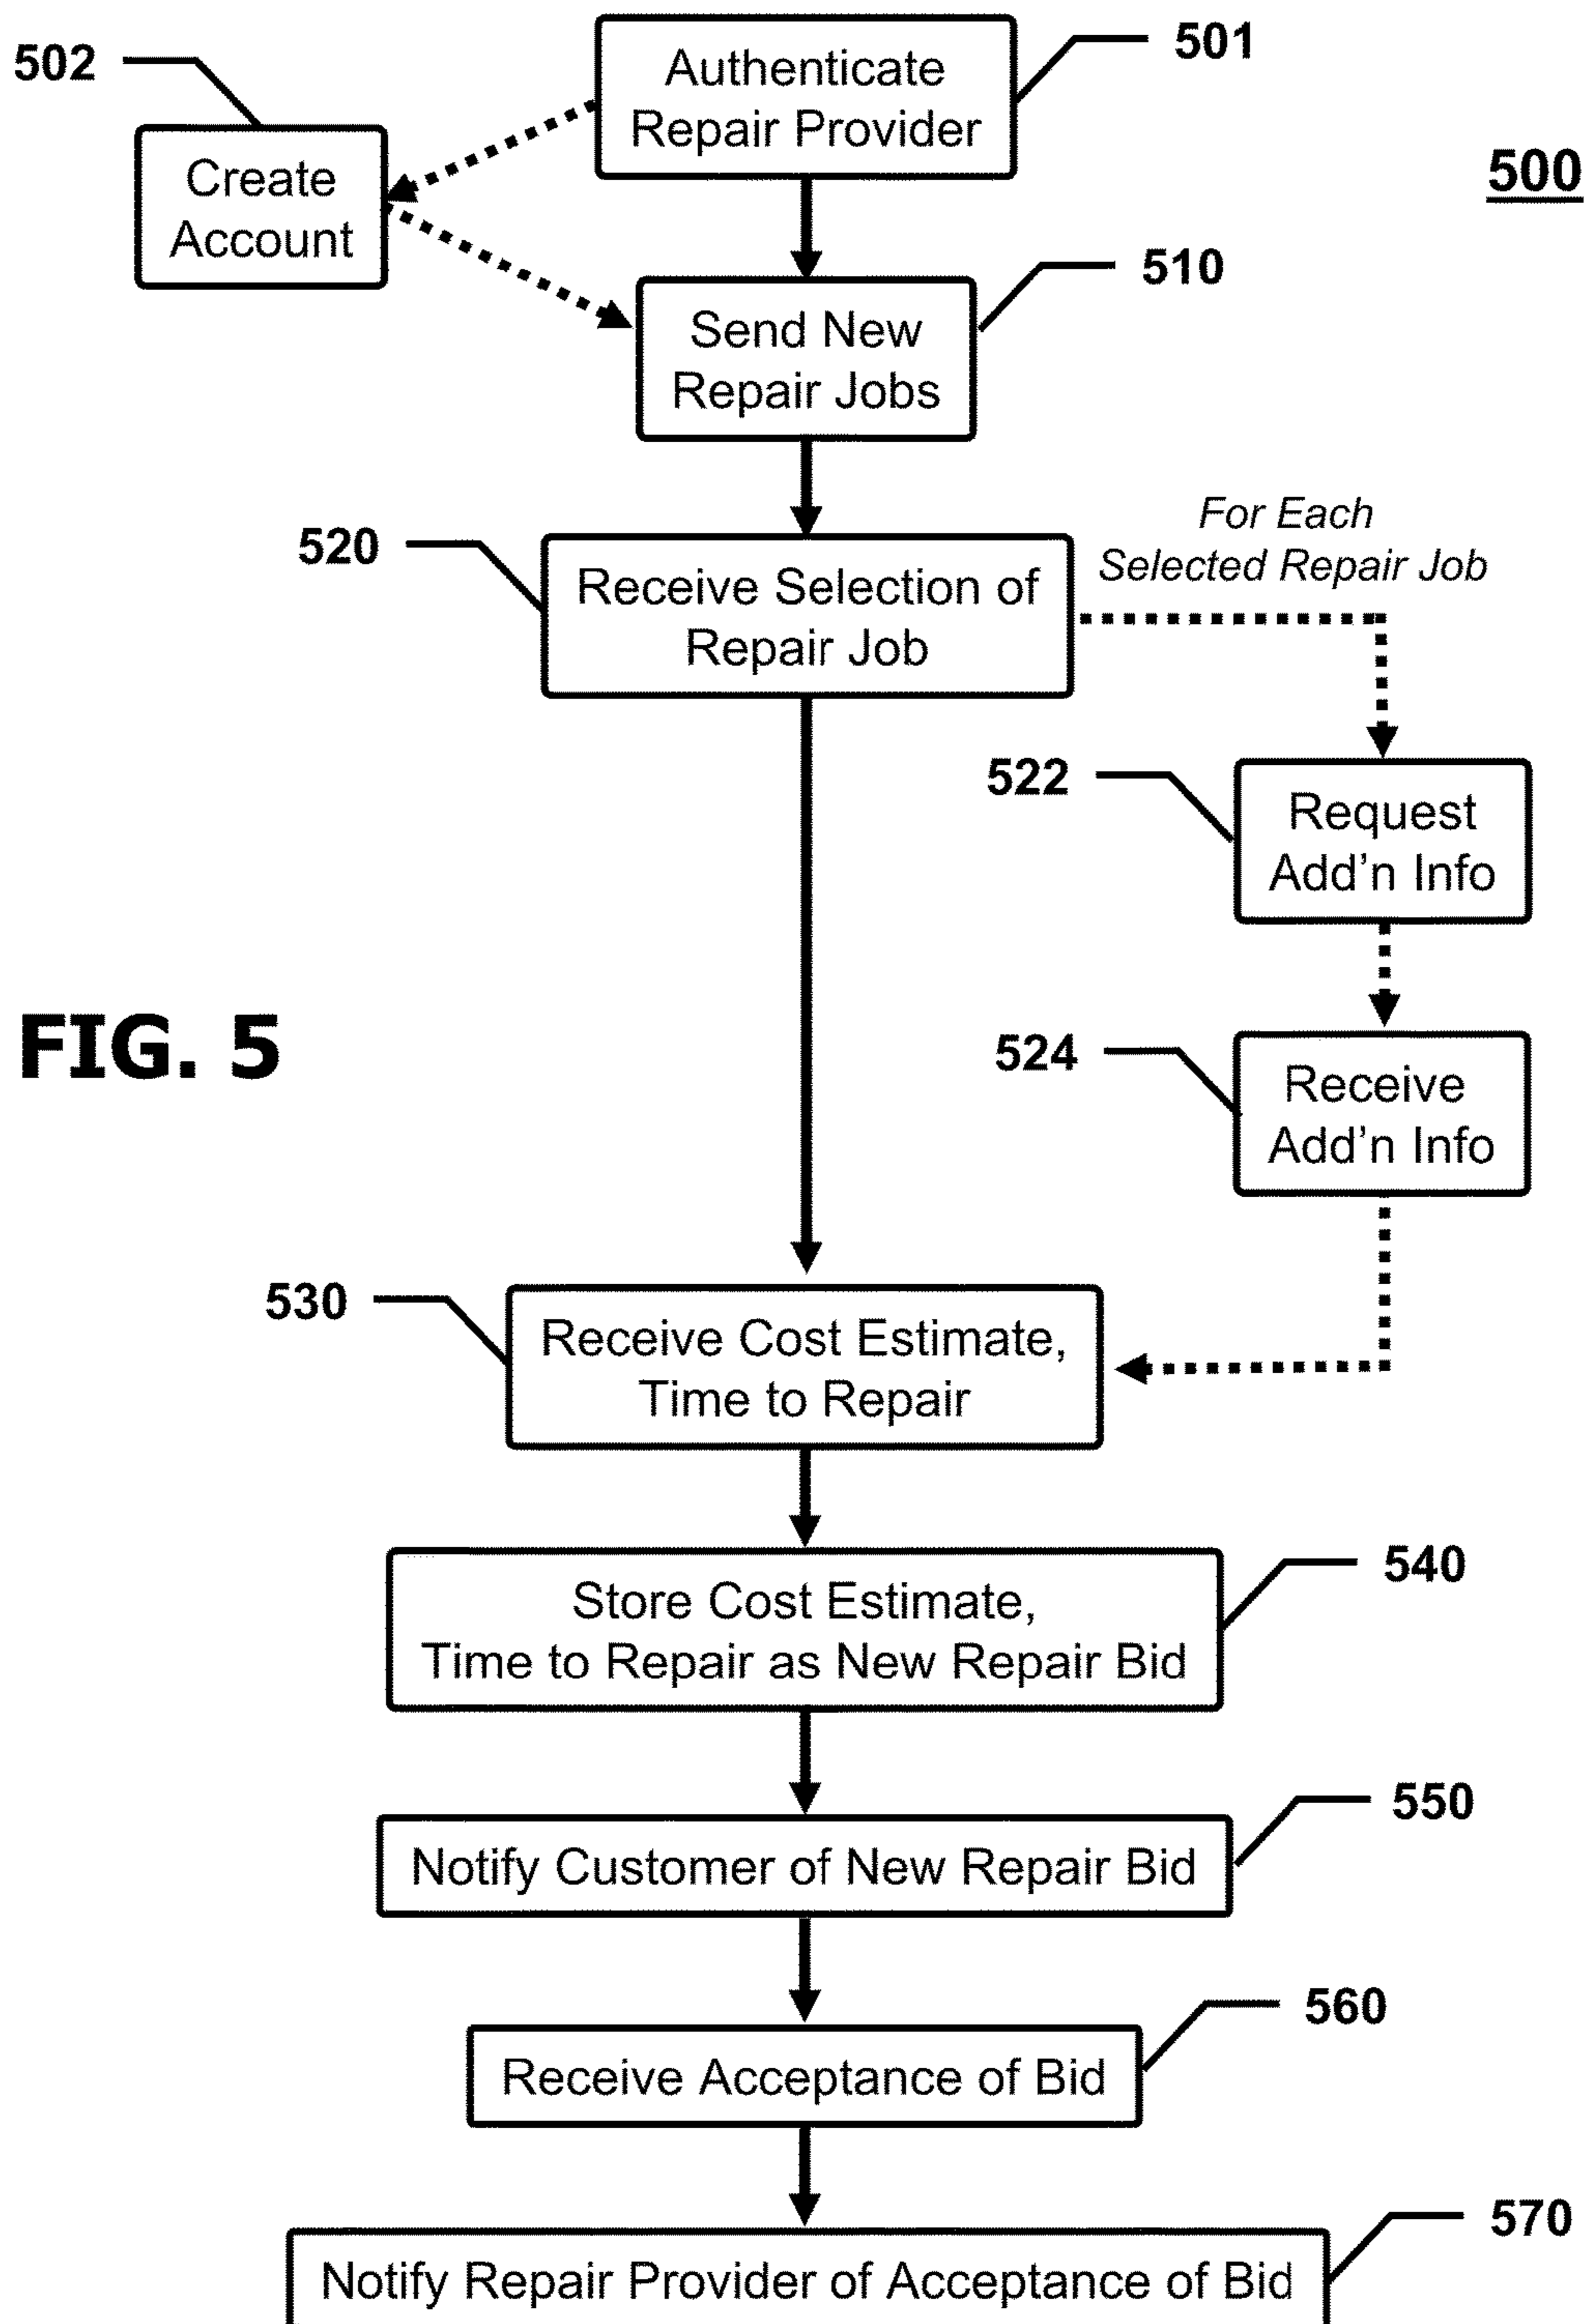 502
Authenticate
Repair Provider
501
Create
Account
500
510
Send New
Repair Jobs
520
Receive Selection of
Repair Job
For Each
Selected Repair Job
522
Request
Add’n Info
FIG. 5
524
Receive
Add’n Info
530
Receive Cost Estimate,
Time to Repair
540
Store Cost Estimate,
Time to Repair as New Repair Bid
550
Notify Customer of New Repair Bid
560
Receive Acceptance of Bid
570
Notify Repair Provider of Acceptance of Bid